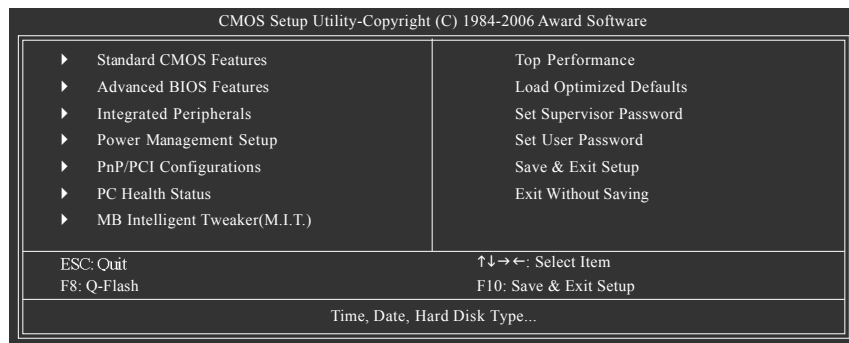 CMOS Setup Utility-Copyright (C) 1984-2006 Award Software
Standard CMOS Features
Advanced BIOS Features
Integrated Peripherals
Power Management Setup
PnP/PCI Configurations
PC Health Status
MB Intelligent Tweaker(M.I.T.)
Top Performance
Load Optimized Defaults
Set Supervisor Password
Set User Password
Save & Exit Setup
Exit Without Saving
ESC: Quit
F8: Q-Flash
↑↓→←: Select Item
F10: Save & Exit Setup
Time, Date, Hard Disk Type...